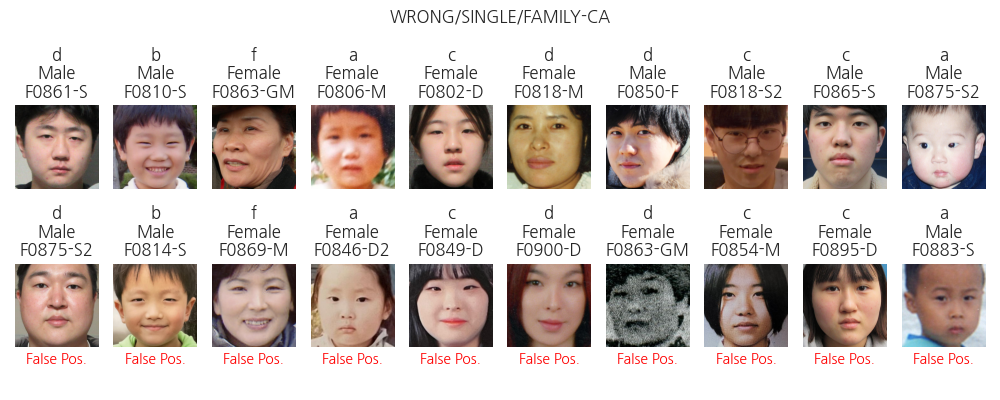 WRONG/SINGLE/FAMILY-CA
d b f a c d d c c a
Male Male Female Female Female Female Male Male Male Male
F0861-S F0810-S F0863-GM F0806-M F0802-D F0818-M F0850-F F0818-S2 F0865-S F0875-S2
d b f a c d d c c a
Male Male Female Female Female Female Female Female Female Male
F0875-S2 F0814-S F0869-M F0846-D2 F0849-D F0900-D F0863-GM F0854-M F0895-D F0883-S
False Pos. False Pos. False Pos. False Pos. False Pos. False Pos. False Pos. False Pos. False Pos. False Pos.